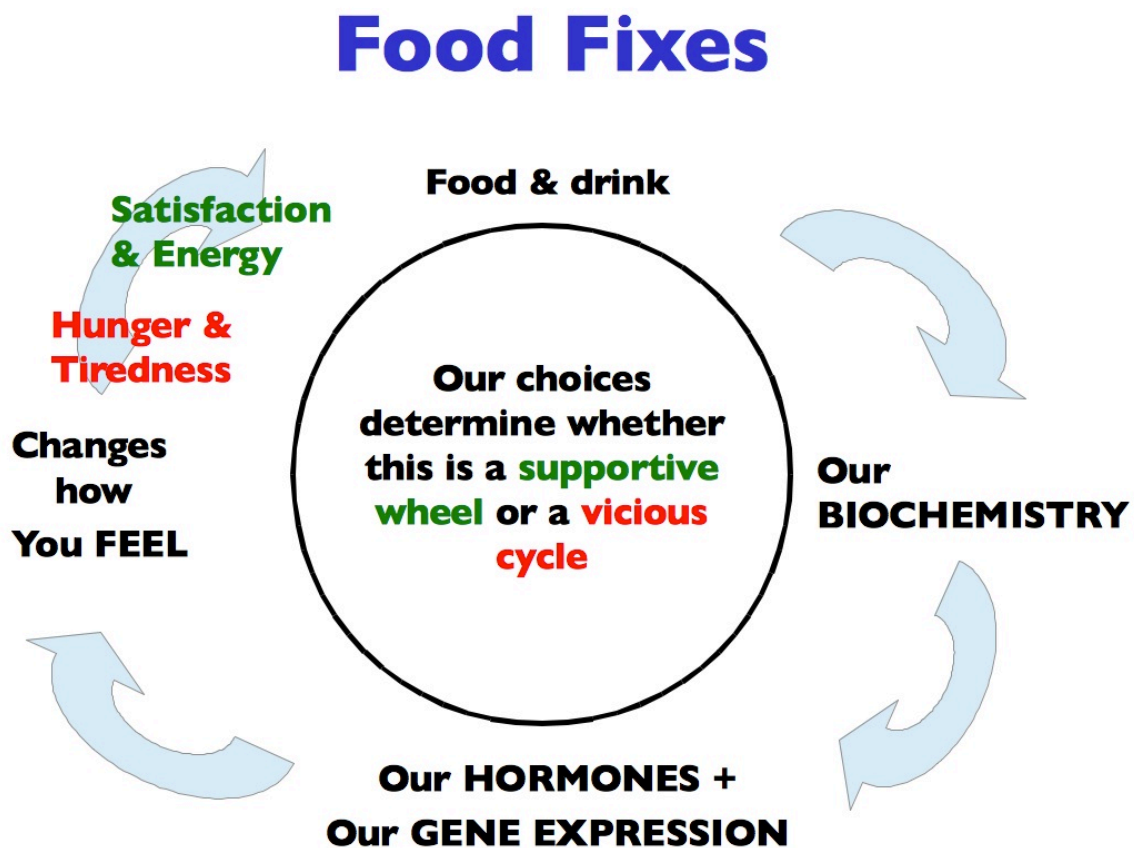 Food Fixes
Food & drink
Satisfaction
& Energy
Hunger &
Tiredness
Changes
how
You FEEL
Our choices
determine whether
this is a supportive
wheel or a vicious
cycle
Our
BIOCHEMISTRY
Our HORMONES +
Our GENE EXPRESSION